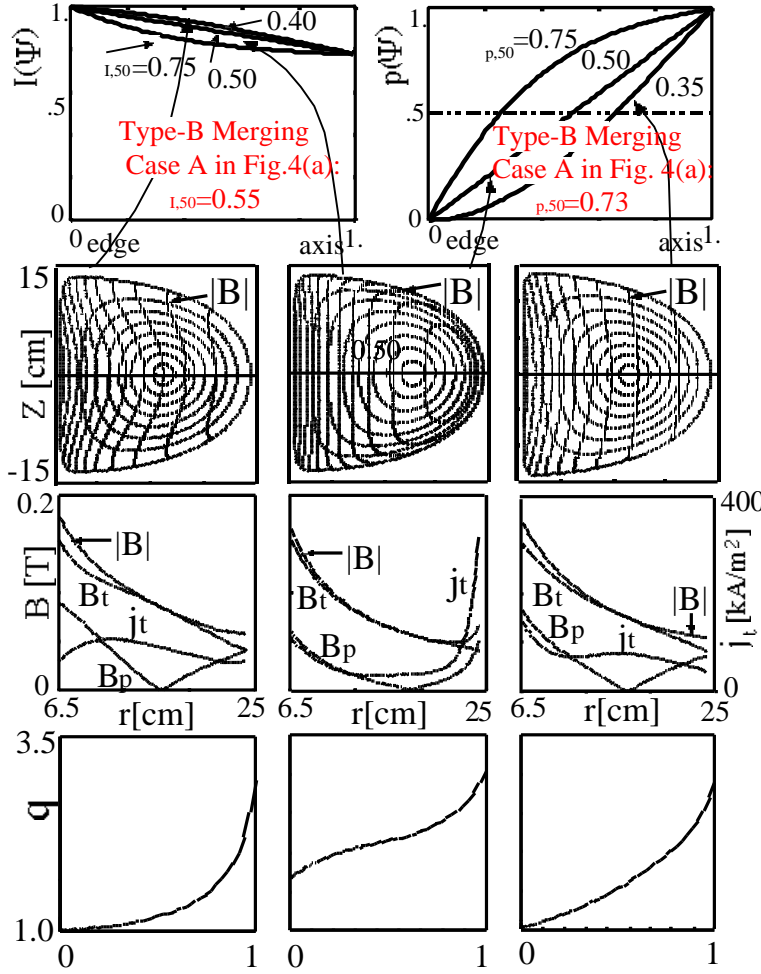 I(Ψ)
1.
.5
0
I,50=0.75
0.50
0.40
Type-B Merging
Case A in Fig.4(a):
I,50=0.55
0
edge
axis
1.
p(Ψ)
1.
.5
0
p,50=0.75
0.50
0.35
Type-B Merging
Case A in Fig. 4(a):
p,50=0.73
0
edge
axis
1.
Z [cm]
15
-15
|B|
|B|
0.50
|B|
B [T]
0.2
0
|B|
Bt
jt
Bp
6.5
r[cm]
25
|B|
Bt
jt
Bp
6.5
r[cm]
25
Bt
Bp
jt
|B|
6.5
r[cm]
25
400
0
jt [kA/m2]
q
3.5
1.0
0
1
0
1
0
1